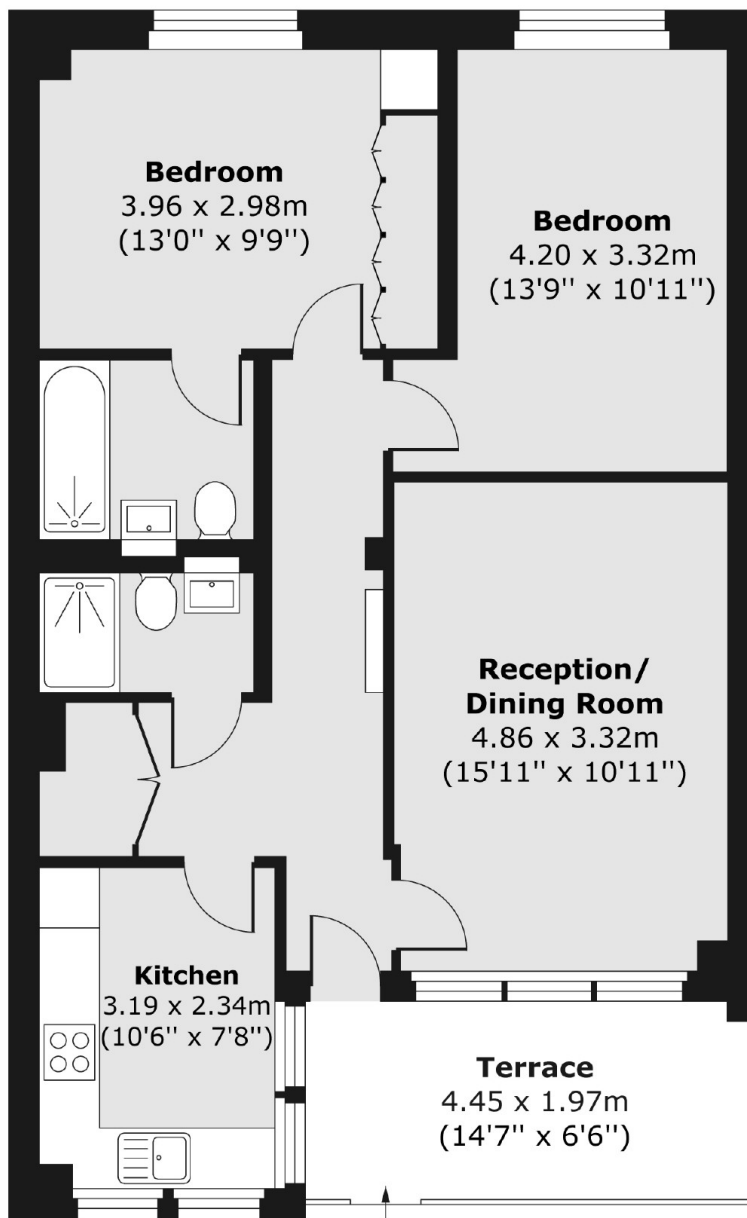 Bedroom
3.96 x 2.98m
(13'0'' x 9'9'')
Bedroom
4.20 x 3.32m
(13'9'' x 10'11'')
Reception/
Dining Room
4.86 x 3.32m
(15'11'' x 10'11'')
Kitchen
3.19 x 2.34m
(10'6'' x 7'8'')
Terrace
4.45 x 1.97m
(14'7'' x 6'6'')